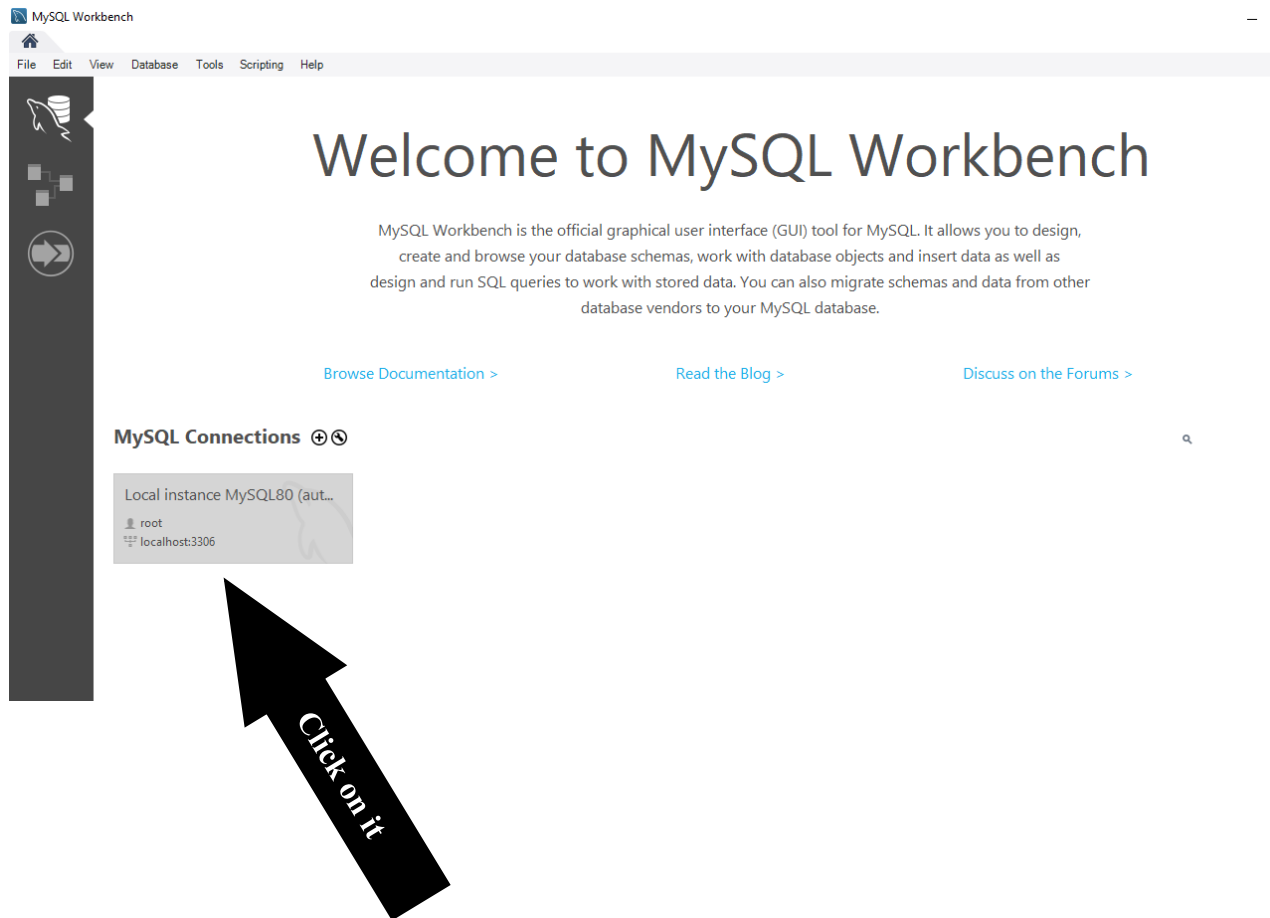 MySQL Workbench
File Edit View Database Tools Scripting Help
Welcome to MySQL Workbench
MySQL Workbench is the official graphical user interface (GUI) tool for MySQL. It allows you to design,
create and browse your database schemas, work with database objects and insert data as well as
design and run SQL queries to work with stored data. You can also migrate schemas and data from other
database vendors to your MySQL database.
Browse Documentation > Read the Blog > Discuss on the Forums >
MySQL Connections
Local instance MySQL80 (aut...
root
localhost:3306
Click on it